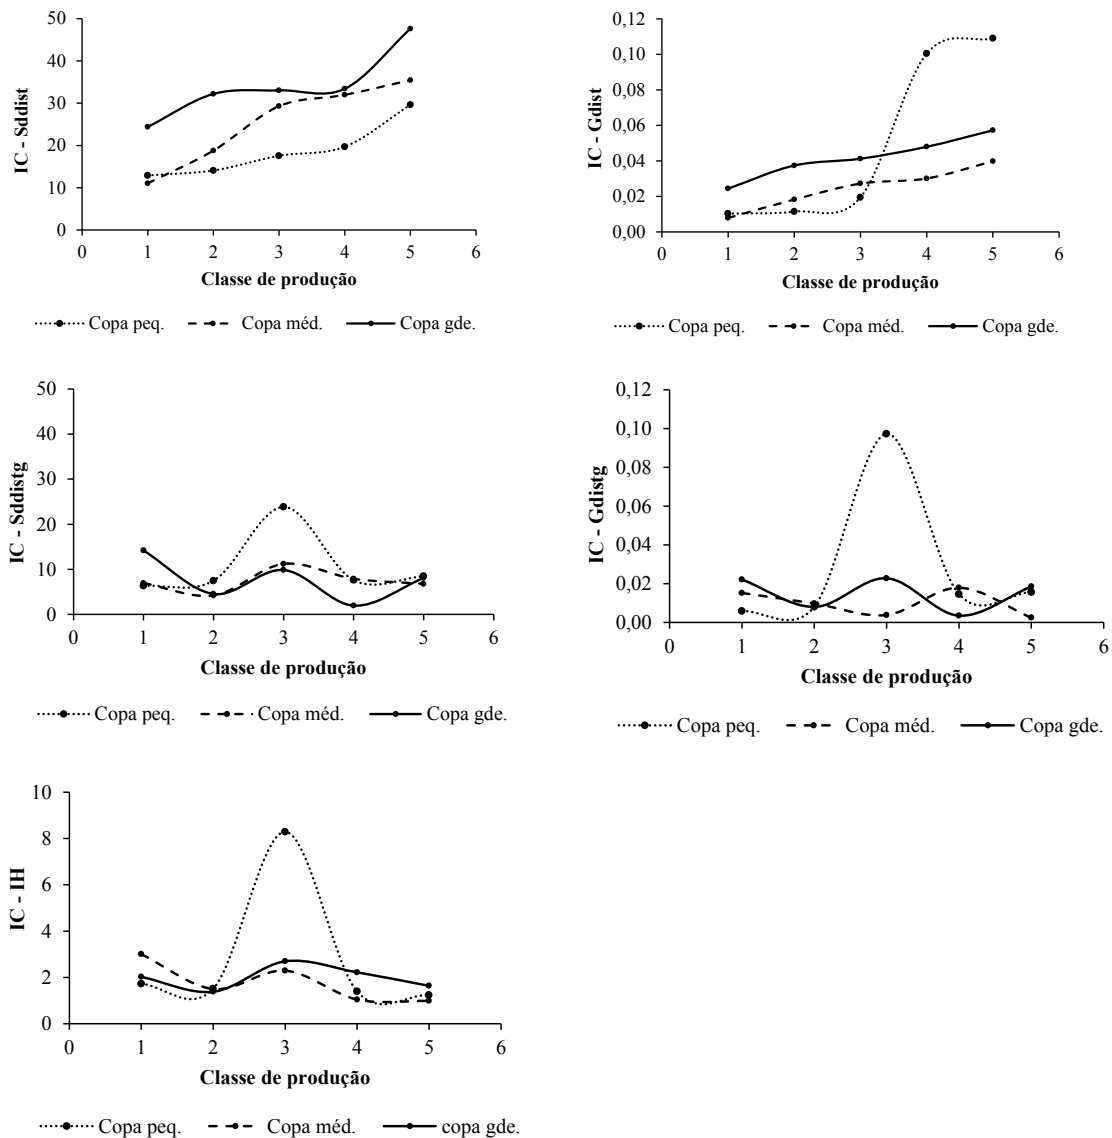 IC - Sddist
50
40
30
20
10
0
0 1 2 3 4 5 6
Classe de produção
Copa peq. Copa méd. Copa gde.
IC - Gdist
0,12
0,10
0,08
0,06
0,04
0,02
0,00
0 1 2 3 4 5 6
Classe de produção
Copa peq. Copa méd. Copa gde.
IC - Sddistg
50
40
30
20
10
0
0 1 2 3 4 5 6
Classe de produção
Copa peq. Copa méd. Copa gde.
IC - Gdistg
0,12
0,10
0,08
0,06
0,04
0,02
0,00
0 1 2 3 4 5 6
Classe de produção
Copa peq. Copa méd. Copa gde.
IC - IH
10
8
6
4
2
0
0 1 2 3 4 5 6
Classe de produção
Copa peq. Copa méd. copa gde.